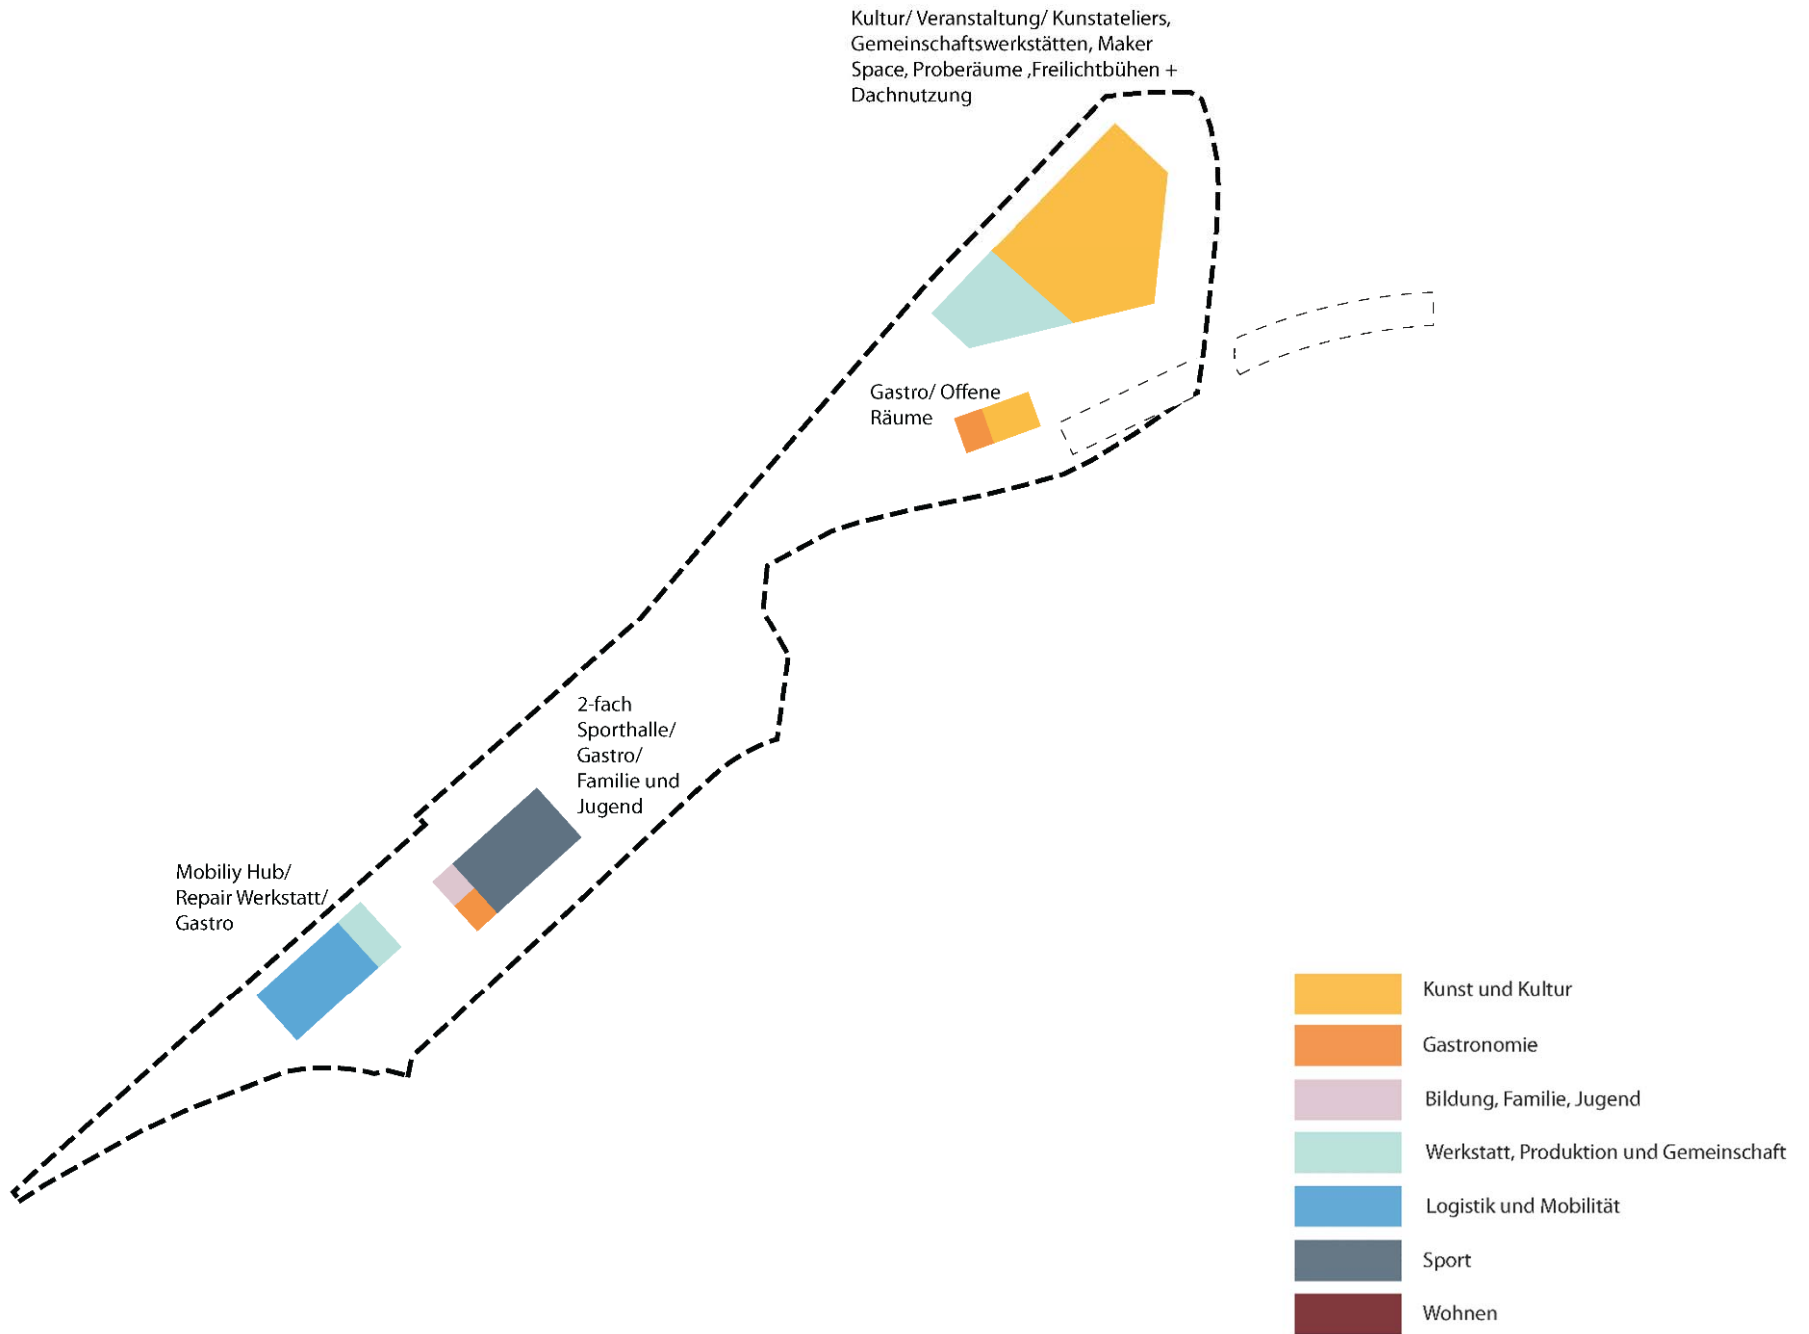 Kultur/ Veranstaltung/ Kunstateliers,
Gemeinschaftswerkstätten, Maker
Space, Proberäume ,Freilichtbühen +
Dachnutzung
Gastro/ Offene
Räume
2-fach
Sporthalle/
Gastro/
Familie und
Jugend
Mobiliy Hub/
Repair Werkstatt/
Gastro
Kunst und Kultur
Gastronomie
Bildung, Familie, Jugend
Werkstatt, Produktion und Gemeinschaft
Logistik und Mobilität
Sport
Wohnen